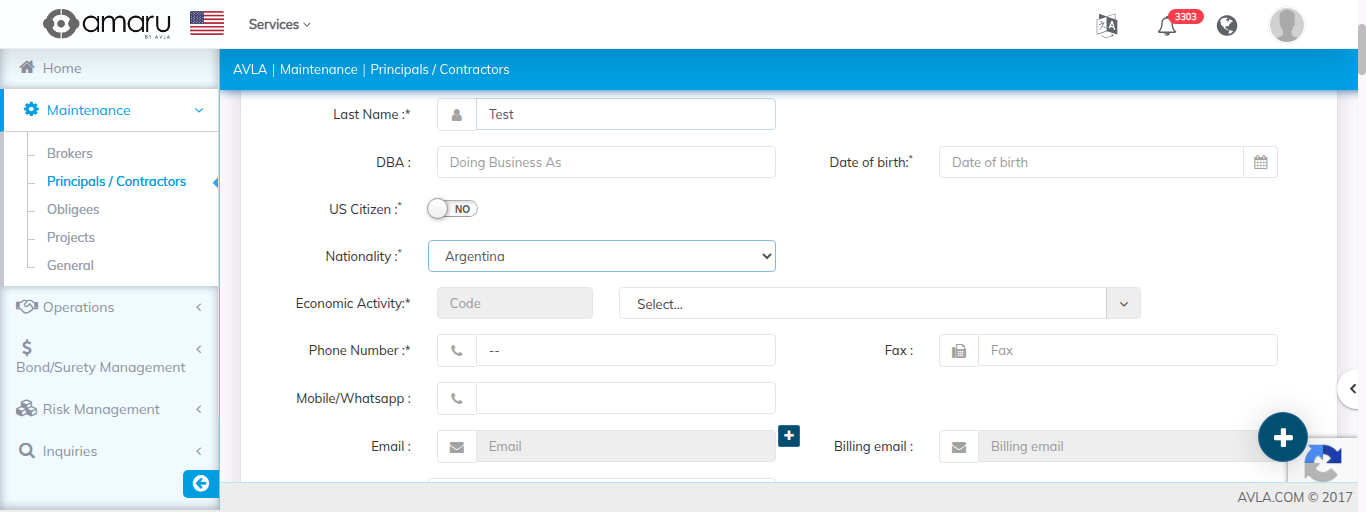 amaru
BY AVLA
Services
3303
Home
AVLA | Maintenance | Principals / Contractors
Maintenance
Brokers
Principals / Contractors
Obligees
Projects
General
Operations
Bond/Surety Management
Risk Management
Inquiries
Last Name :* Test
DBA : Doing Business As Date of birth:* Date of birth
US Citizen :* NO
Nationality :* Argentina
Economic Activity:* Code Select...
Phone Number :* -- Fax : Fax
Mobile/Whatsapp :
Email : Email Billing email : Billing email
AVLA.COM © 2017